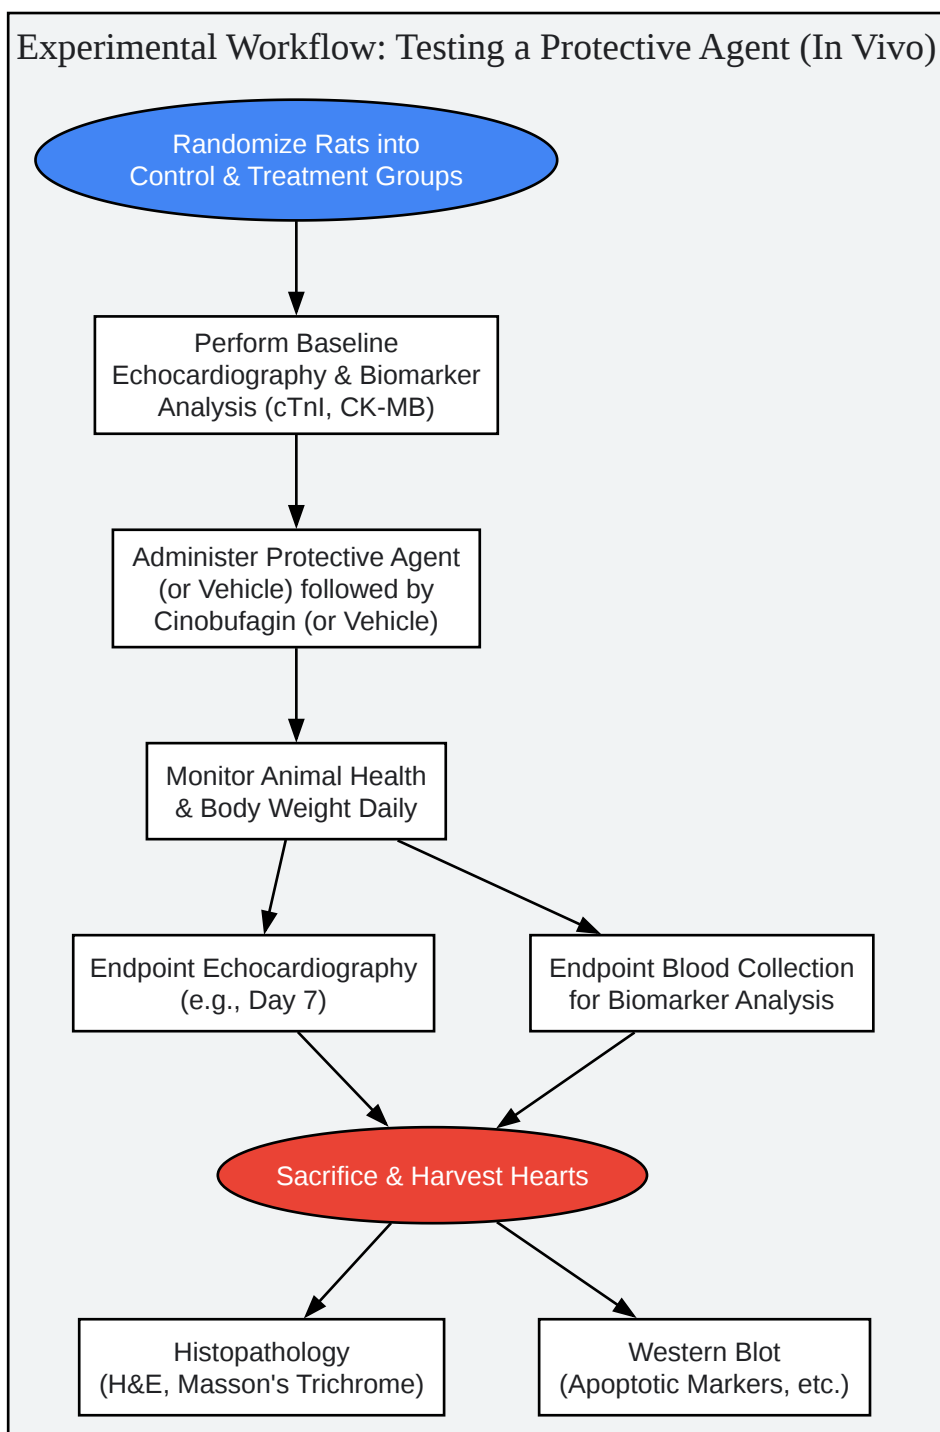 Experimental Workflow: Testing a Protective Agent (In Vivo)
Randomize Rats into
Control & Treatment Groups
Perform Baseline
Echocardiography & Biomarker
Analysis (cTnI, CK-MB)
Administer Protective Agent
(or Vehicle) followed by
Cinobufagin (or Vehicle)
Monitor Animal Health
& Body Weight Daily
Endpoint Echocardiography
(e.g., Day 7)
Endpoint Blood Collection
for Biomarker Analysis
Sacrifice & Harvest Hearts
Histopathology
(H&E, Masson's Trichrome)
Western Blot
(Apoptotic Markers, etc.)